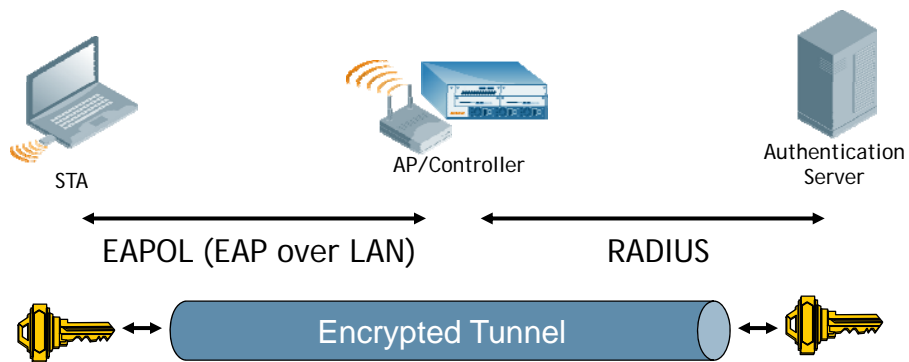 STA
AP/Controller
Authentication
Server
EAPOL (EAP over LAN)
RADIUS
Encrypted Tunnel